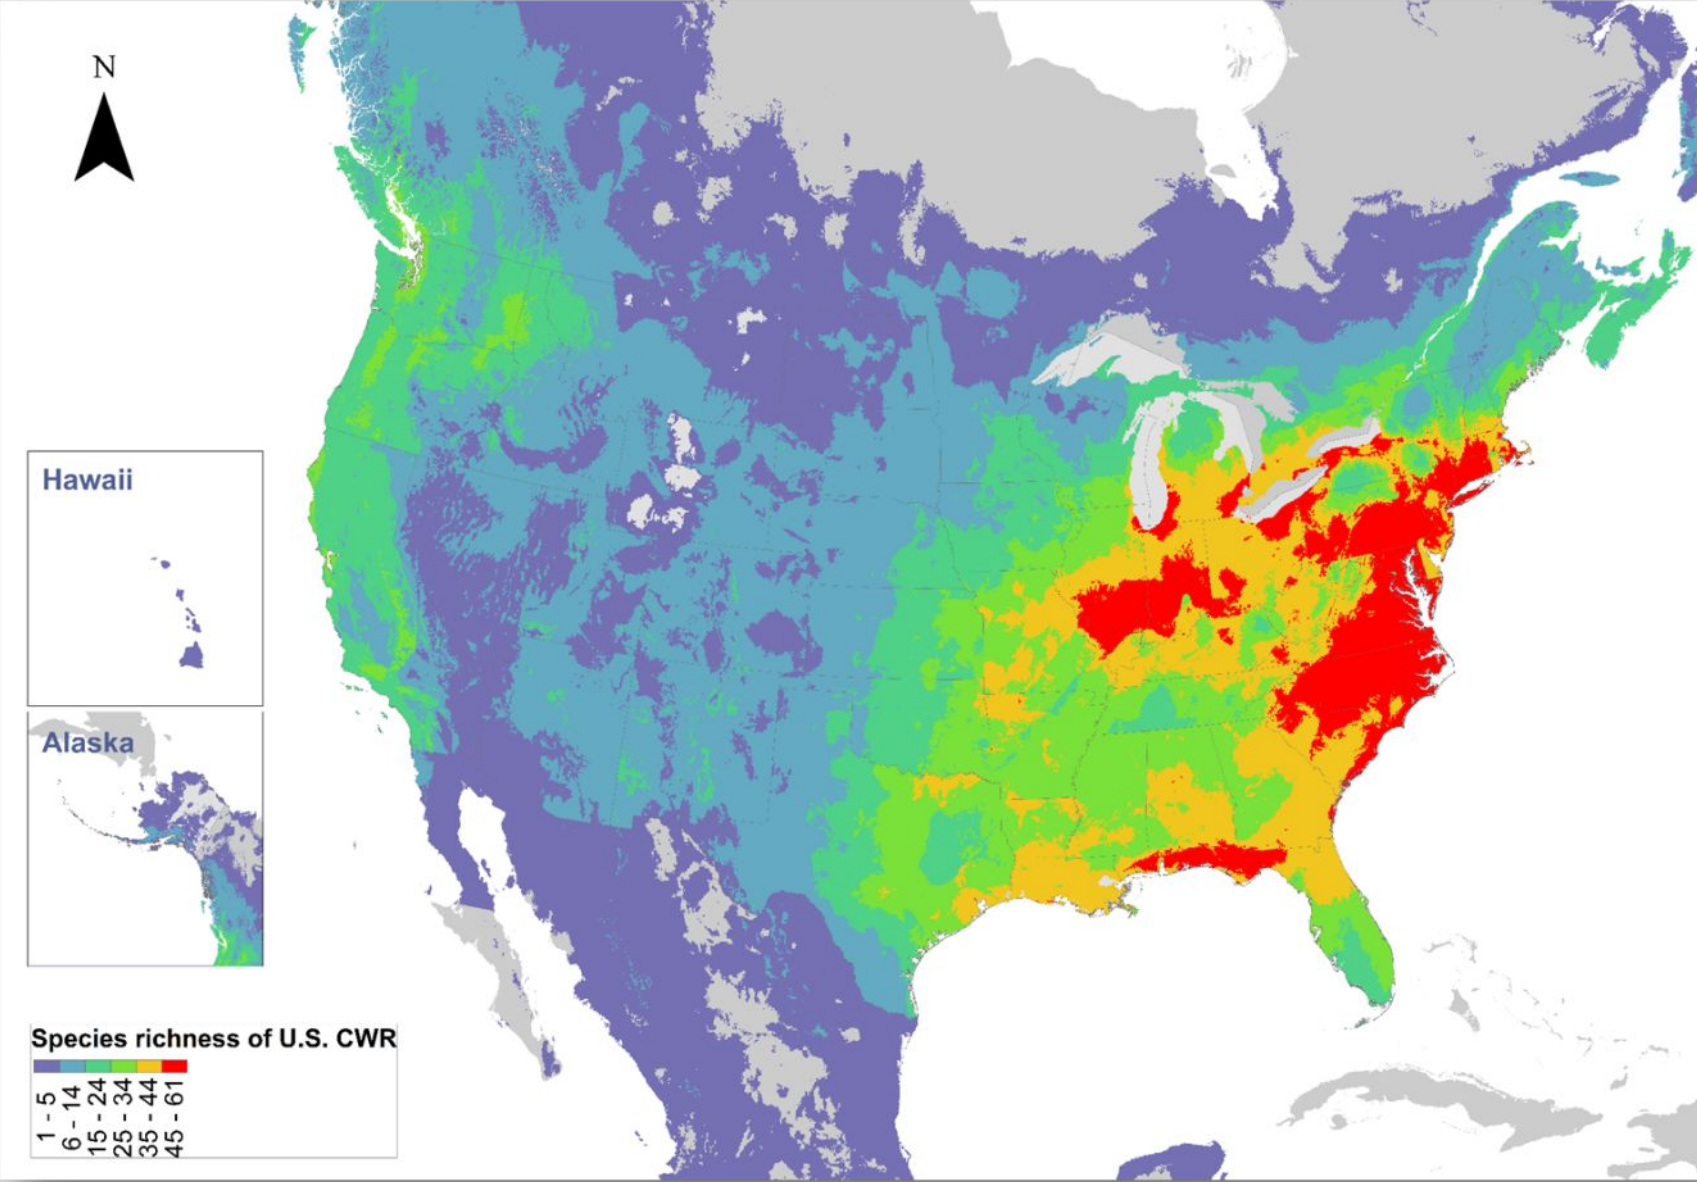 N
Hawaii
Alaska
Species richness of U.S. CWR
1 - 5
6 - 14
15 - 24
25 - 34
35 - 44
45 - 61